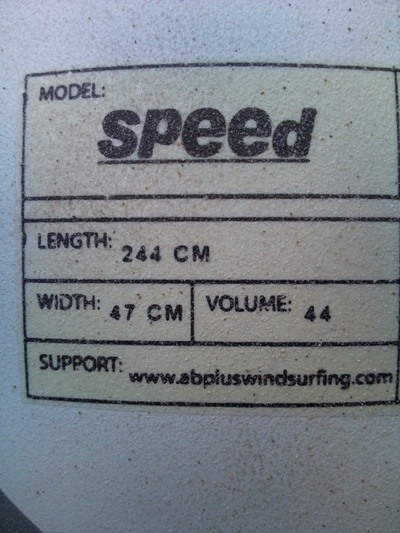 MODEL:
speed
LENGTH: 244 CM
WIDTH: 47 CM VOLUME: 44
SUPPORT: www.abpluswindsurfing.com